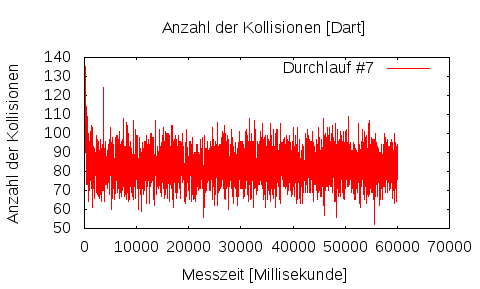 Anzahl der Kollisionen [Dart]
Durchlauf #7
Anzahl der Kollisionen
140
130
120
110
100
90
80
70
60
50
0 10000 20000 30000 40000 50000 60000 70000
Messzeit [Millisekunde]